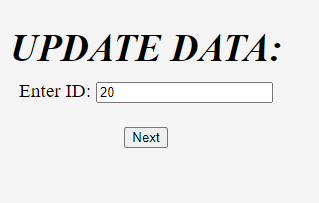 UPDATE DATA:
Enter ID: 20
Next